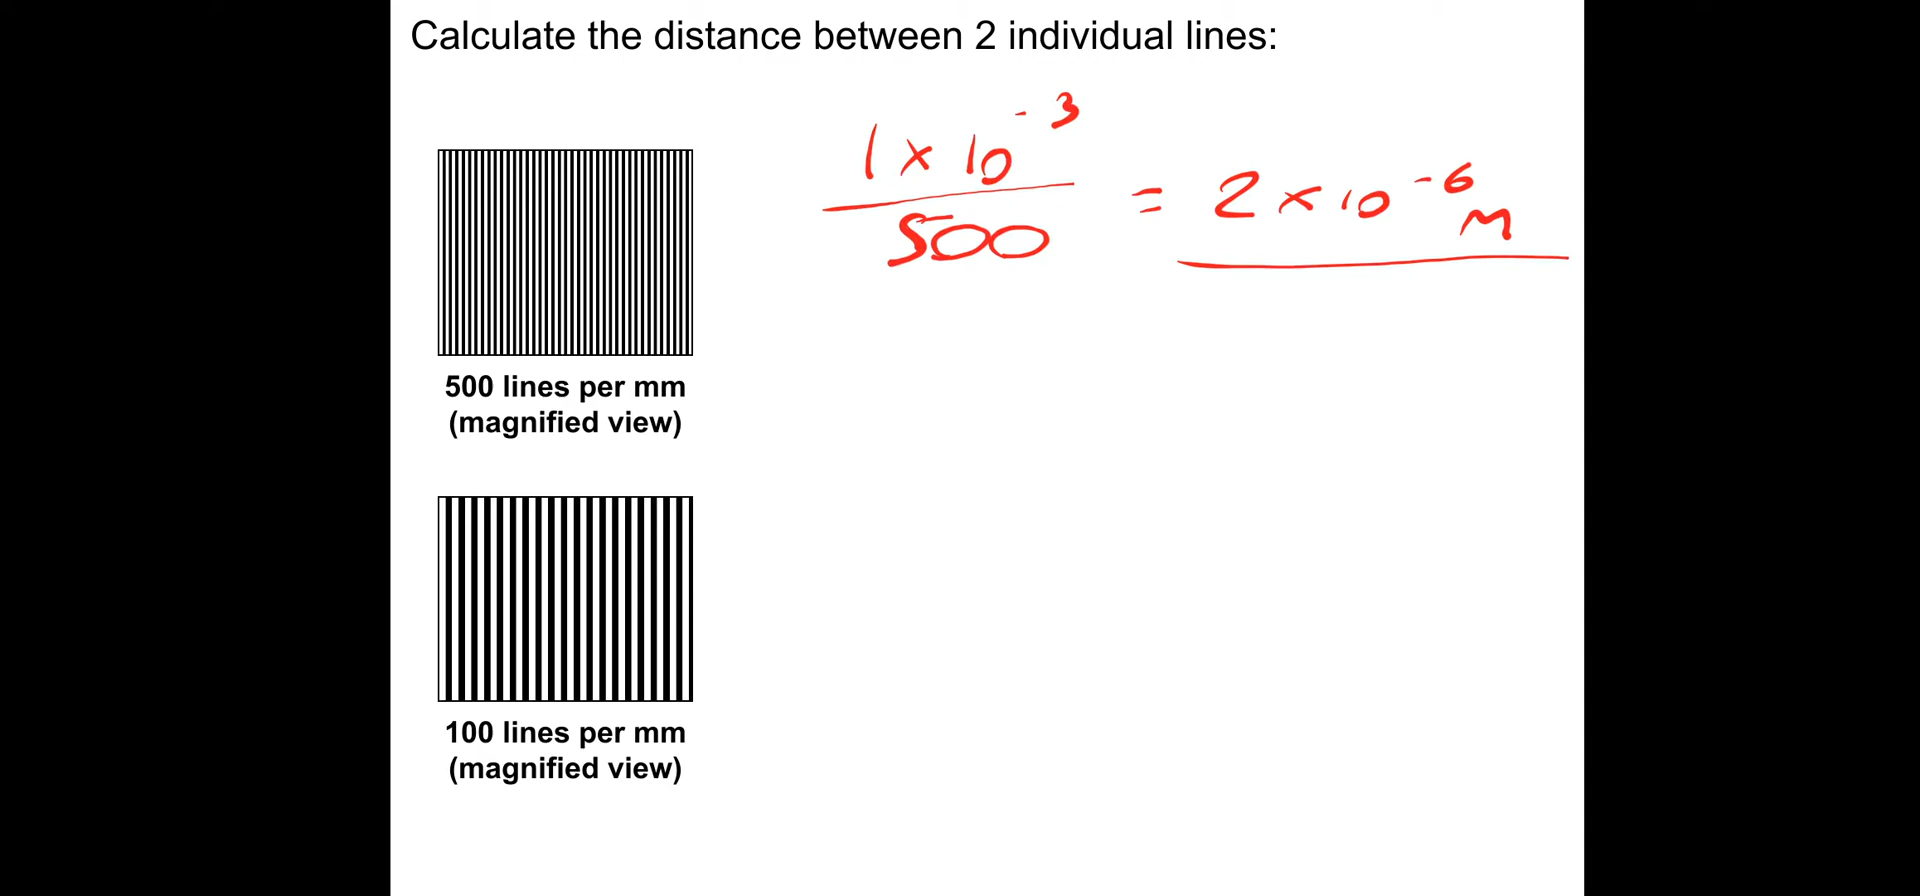 Calculate the distance between 2 individual lines:
1 × 10⁻³
500
= 2 × 10⁻⁶ m
500 lines per mm
(magnified view)
100 lines per mm
(magnified view)